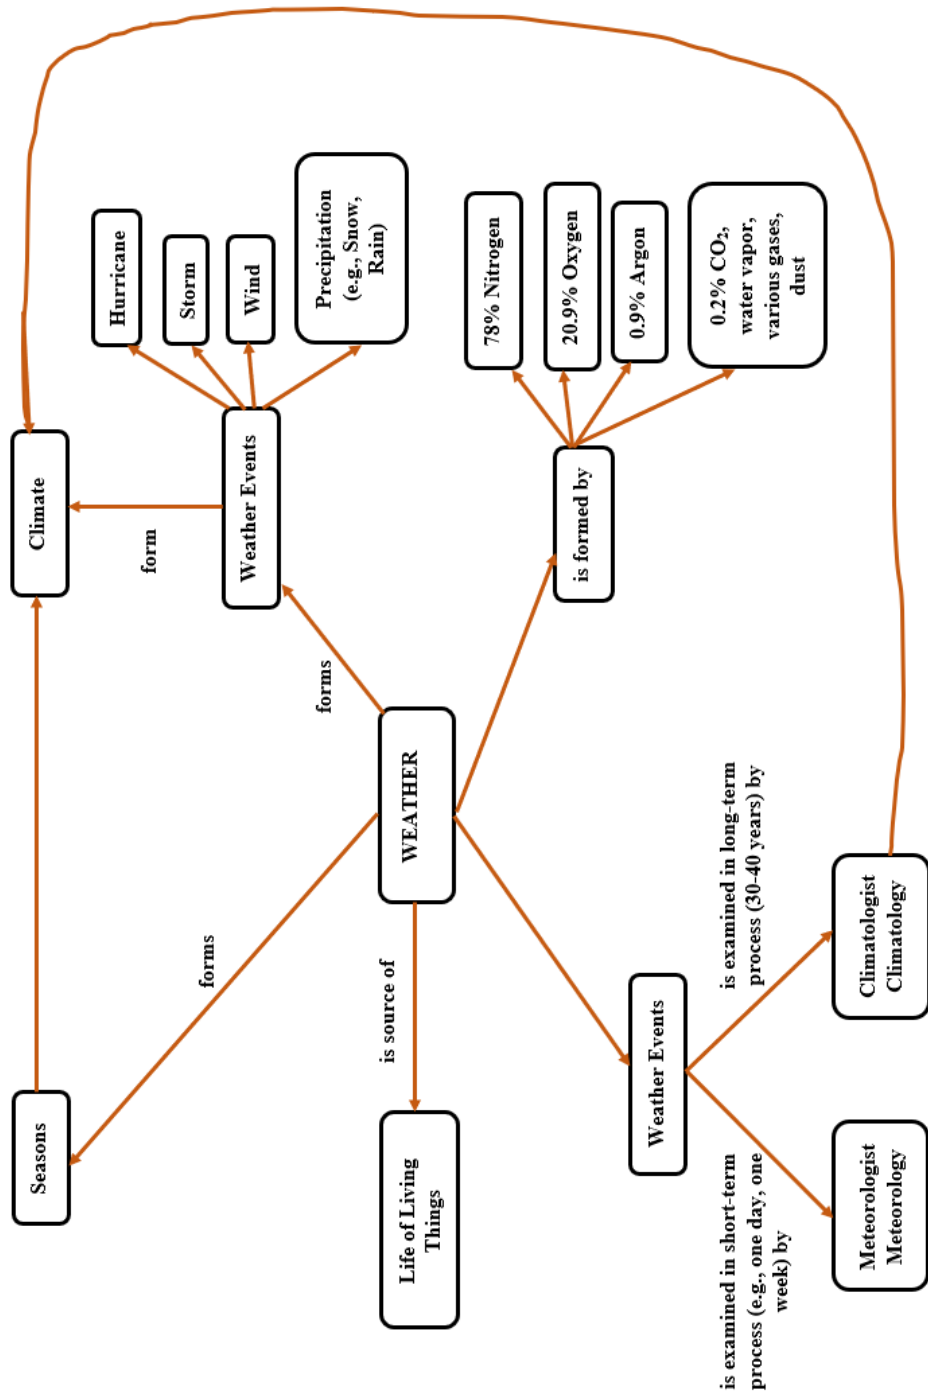 Seasons
Climate
forms
form
Hurricane
Storm
Wind
Precipitation
(e.g., Snow,
Rain)
Weather Events
forms
Life of Living
Things
is source of
WEATHER
is formed by
78% Nitrogen
20.9% Oxygen
0.9% Argon
0.2% CO₂,
water vapor,
various gases,
dust
Weather Events
is examined in short-term
process (e.g., one day, one
week) by
is examined in long-term
process (30-40 years) by
Meteorologist
Meteorology
Climatologist
Climatology